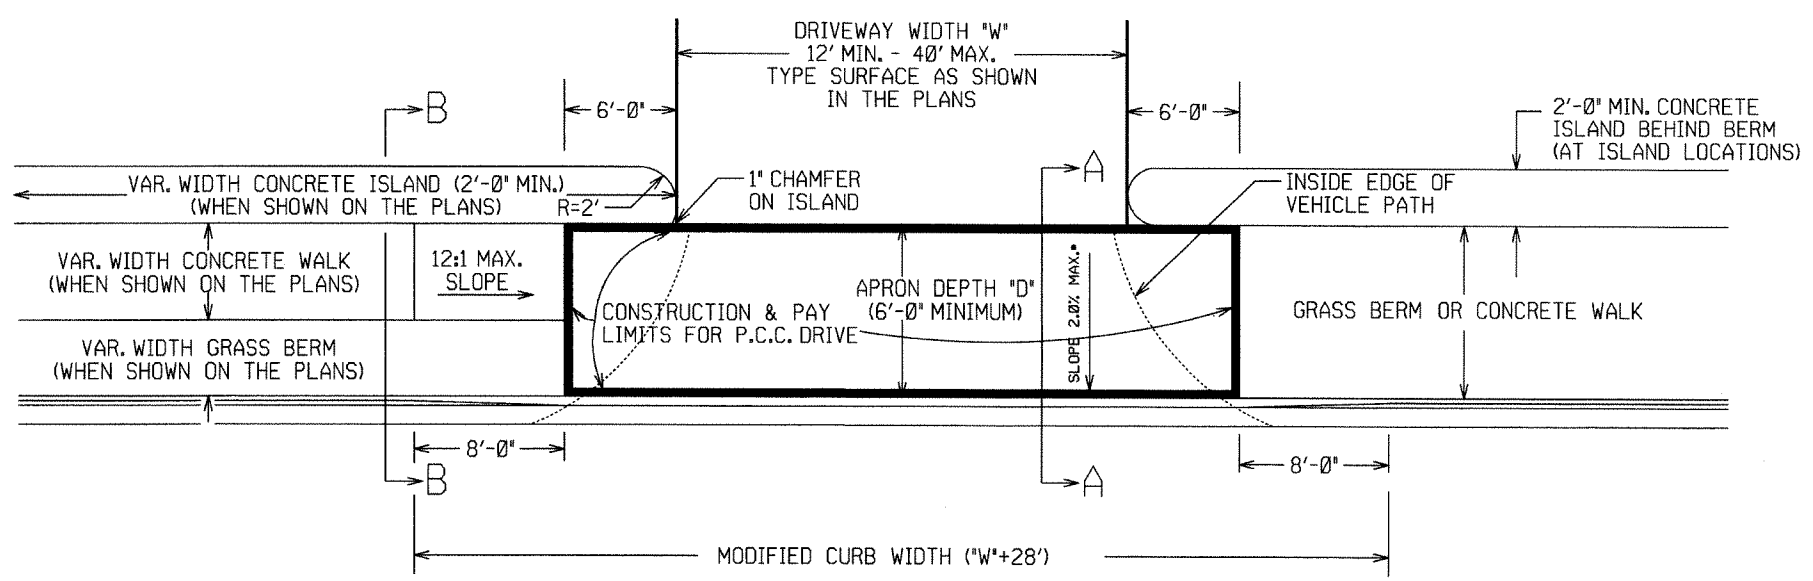 DRIVEWAY WIDTH "W"
12' MIN. - 40' MAX.
TYPE SURFACE AS SHOWN
IN THE PLANS
B
6'-0"
6'-0"
2'-0" MIN. CONCRETE
ISLAND BEHIND BERM
(AT ISLAND LOCATIONS)
A
VAR. WIDTH CONCRETE ISLAND (2'-0" MIN.)
(WHEN SHOWN ON THE PLANS)
R=2'
1" CHAMFER
ON ISLAND
INSIDE EDGE OF
VEHICLE PATH
VAR. WIDTH CONCRETE WALK
(WHEN SHOWN ON THE PLANS)
12:1 MAX.
SLOPE
CONSTRUCTION & PAY
LIMITS FOR P.C.C. DRIVE
APRON DEPTH "D"
(6'-0" MINIMUM)
SLOPE 2.0% MAX.*
GRASS BERM OR CONCRETE WALK
VAR. WIDTH GRASS BERM
(WHEN SHOWN ON THE PLANS)
8'-0"
8'-0"
B
A
MODIFIED CURB WIDTH ("W"+28')